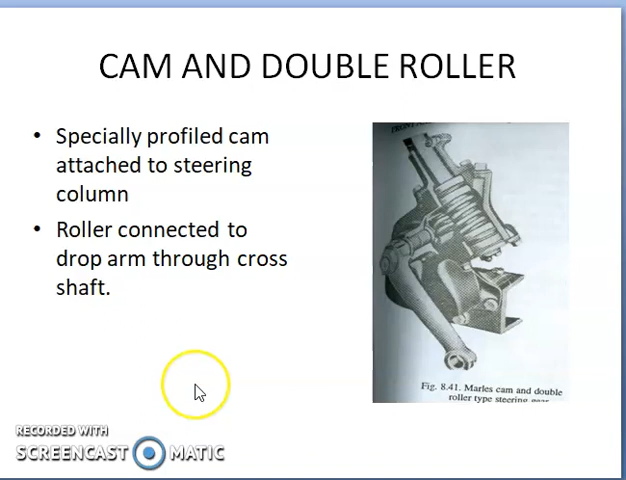 CAM AND DOUBLE ROLLER
• Specially profiled cam
attached to steering
column
• Roller connected to
drop arm through cross
shaft.
Fig. 8.41. Marles cam and double
roller type steering gear
RECORDED WITH
SCREENCAST MATIC